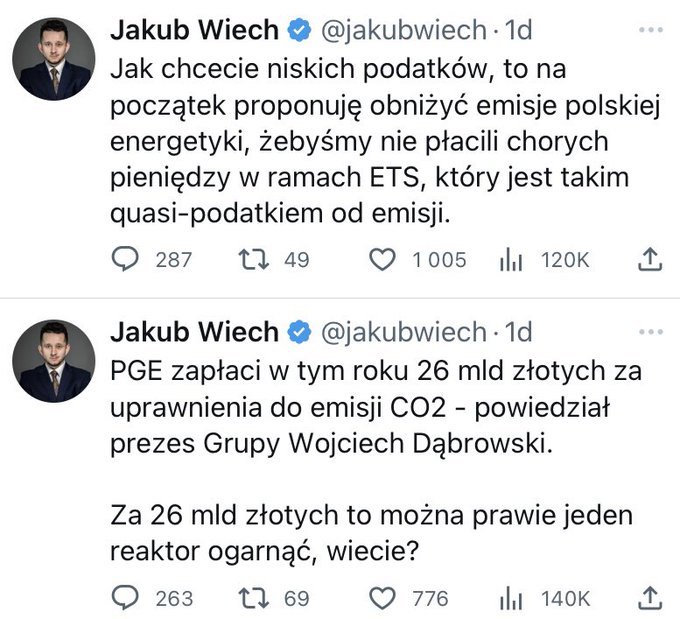 Jakub Wiech @jakubwiech · 1d
Jak chcecie niskich podatków, to na
początek proponuję obniżyć emisje polskiej
energetyki, żebyśmy nie płacili chorych
pieniędzy w ramach ETS, który jest takim
quasi-podatkiem od emisji.
287 49 1 005 120K
Jakub Wiech @jakubwiech · 1d
PGE zapłaci w tym roku 26 mld złotych za
uprawnienia do emisji CO2 - powiedział
prezes Grupy Wojciech Dąbrowski.
Za 26 mld złotych to można prawie jeden
reaktor ogarnąć, wiecie?
263 69 776 140K